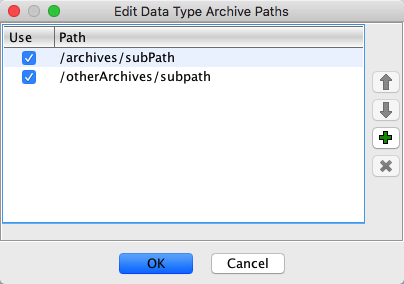 Edit Data Type Archive Paths
Use Path
/archives/subPath
/otherArchives/subpath
OK Cancel